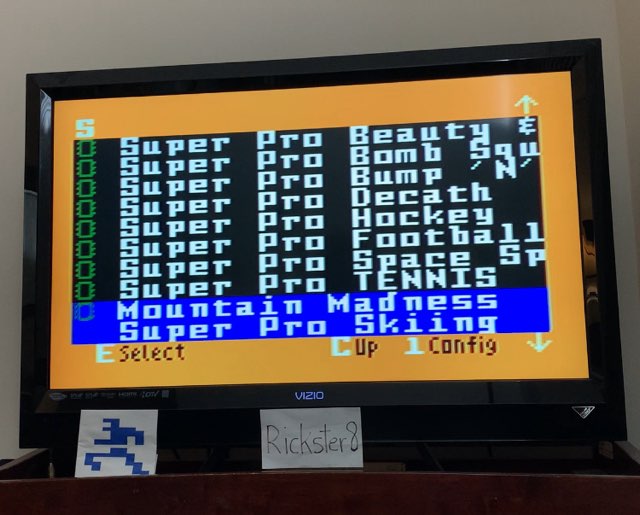 S
0 Super Pro Beauty &
0 Super Pro Bomb Squ
0 Super Pro Bump 'N'
0 Super Pro Decath
0 Super Pro Hockey
0 Super Pro Football
0 Super Pro Space Sp
0 Super Pro TENNIS
0 Mountain Madness
Super Pro Skiing
E Select C Up 1 Config
VIZIO
Rickster8